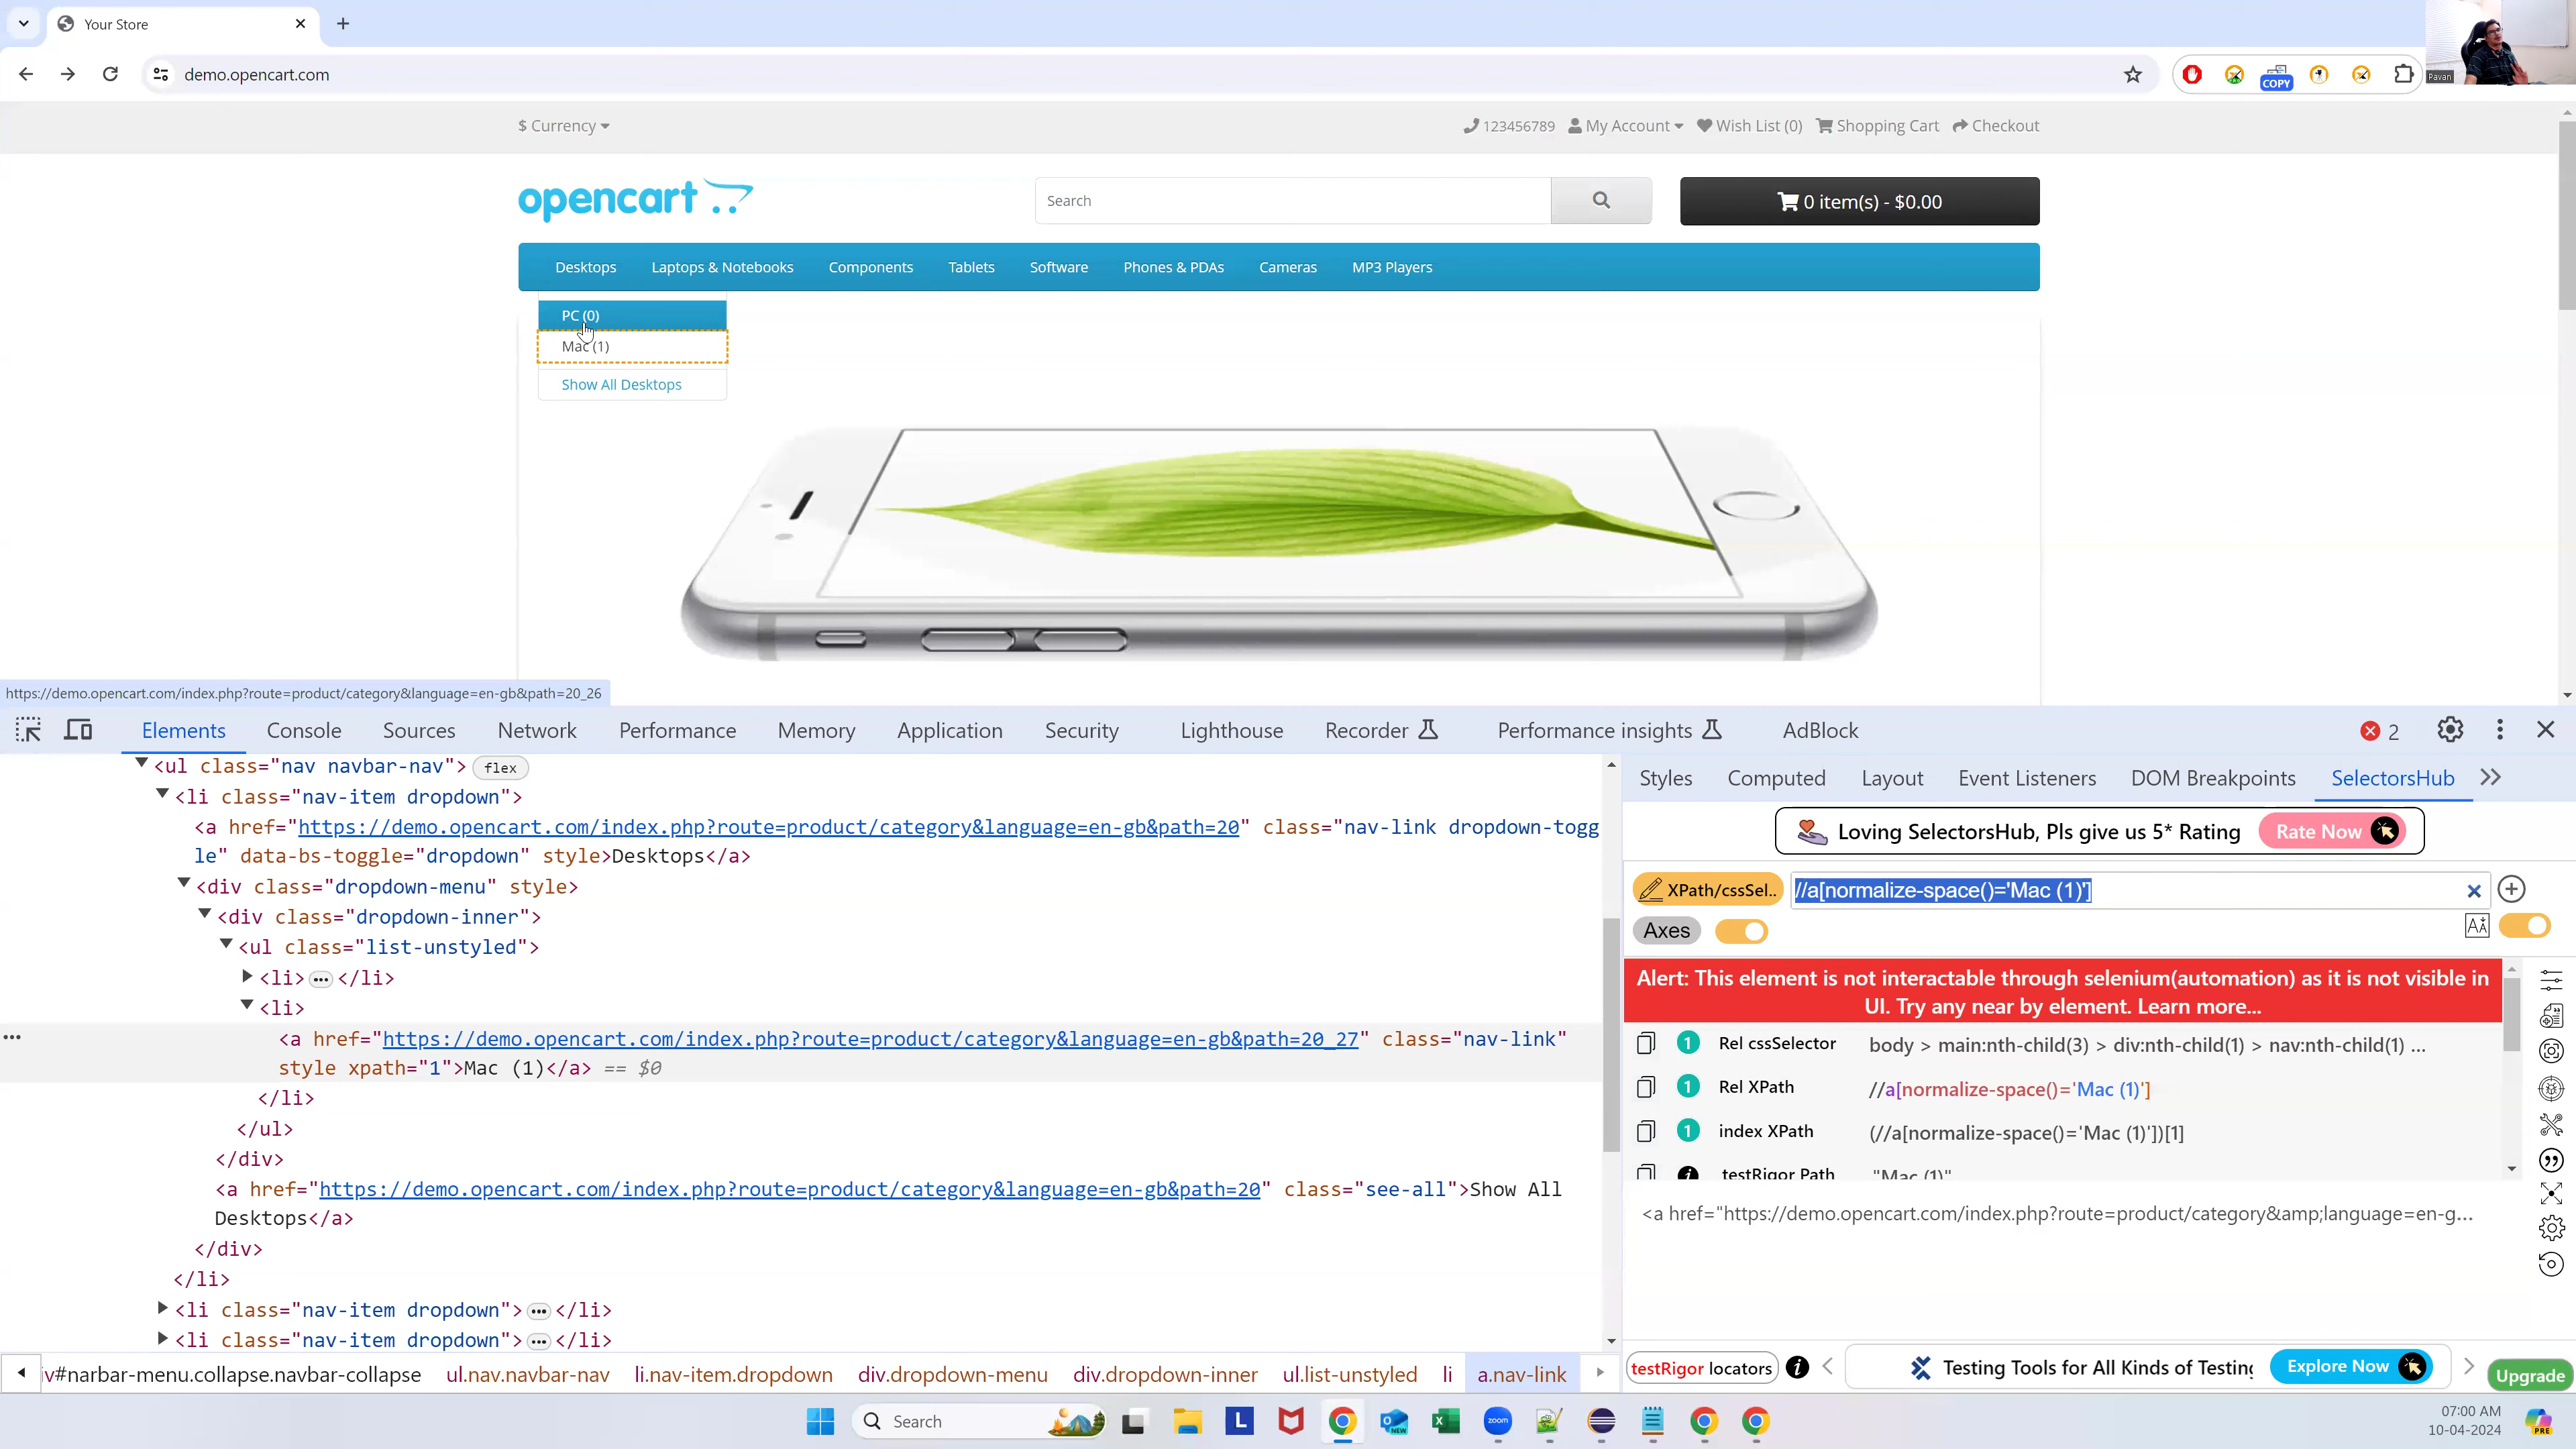 Your Store
demo.opencart.com
COPY
Pavan
$ Currency
123456789 My Account Wish List (0) Shopping Cart Checkout
opencart
Search
0 item(s) - $0.00
Desktops Laptops & Notebooks Components Tablets Software Phones & PDAs Cameras MP3 Players
PC (0)
Mac (1)
Show All Desktops
https://demo.opencart.com/index.php?route=product/category&language=en-gb&path=20_26
Elements Console Sources Network Performance Memory Application Security Lighthouse Recorder Performance insights AdBlock 2
<ul class="nav navbar-nav"> flex
<li class="nav-item dropdown">
<a href="https://demo.opencart.com/index.php?route=product/category&language=en-gb&path=20" class="nav-link dropdown-togg
le" data-bs-toggle="dropdown" style>Desktops</a>
<div class="dropdown-menu" style>
<div class="dropdown-inner">
<ul class="list-unstyled">
<li> ••• </li>
<li>
<a href="https://demo.opencart.com/index.php?route=product/category&language=en-gb&path=20_27" class="nav-link"
style xpath="1">Mac (1)</a> == $0
</li>
</ul>
</div>
<a href="https://demo.opencart.com/index.php?route=product/category&language=en-gb&path=20" class="see-all">Show All
Desktops</a>
</div>
</li>
<li class="nav-item dropdown"> ••• </li>
<li class="nav-item dropdown"> ••• </li>
iv#narbar-menu.collapse.navbar-collapse ul.nav.navbar-nav li.nav-item.dropdown div.dropdown-menu div.dropdown-inner ul.list-unstyled li a.nav-link
Styles Computed Layout Event Listeners DOM Breakpoints SelectorsHub
Loving SelectorsHub, Pls give us 5* Rating Rate Now
XPath/cssSel.. //a[normalize-space()='Mac (1)']
Axes
Alert: This element is not interactable through selenium(automation) as it is not visible in
UI. Try any near by element. Learn more...
1 Rel cssSelector body > main:nth-child(3) > div:nth-child(1) > nav:nth-child(1) ...
1 Rel XPath //a[normalize-space()='Mac (1)']
1 index XPath (//a[normalize-space()='Mac (1)'])[1]
testRigor Path "Mac (1)"
<a href="https://demo.opencart.com/index.php?route=product/category&amp;language=en-g...
testRigor locators Testing Tools for All Kinds of Testing Explore Now Upgrade
Search
L
NEW
zoom
07:00 AM
10-04-2024
PRE